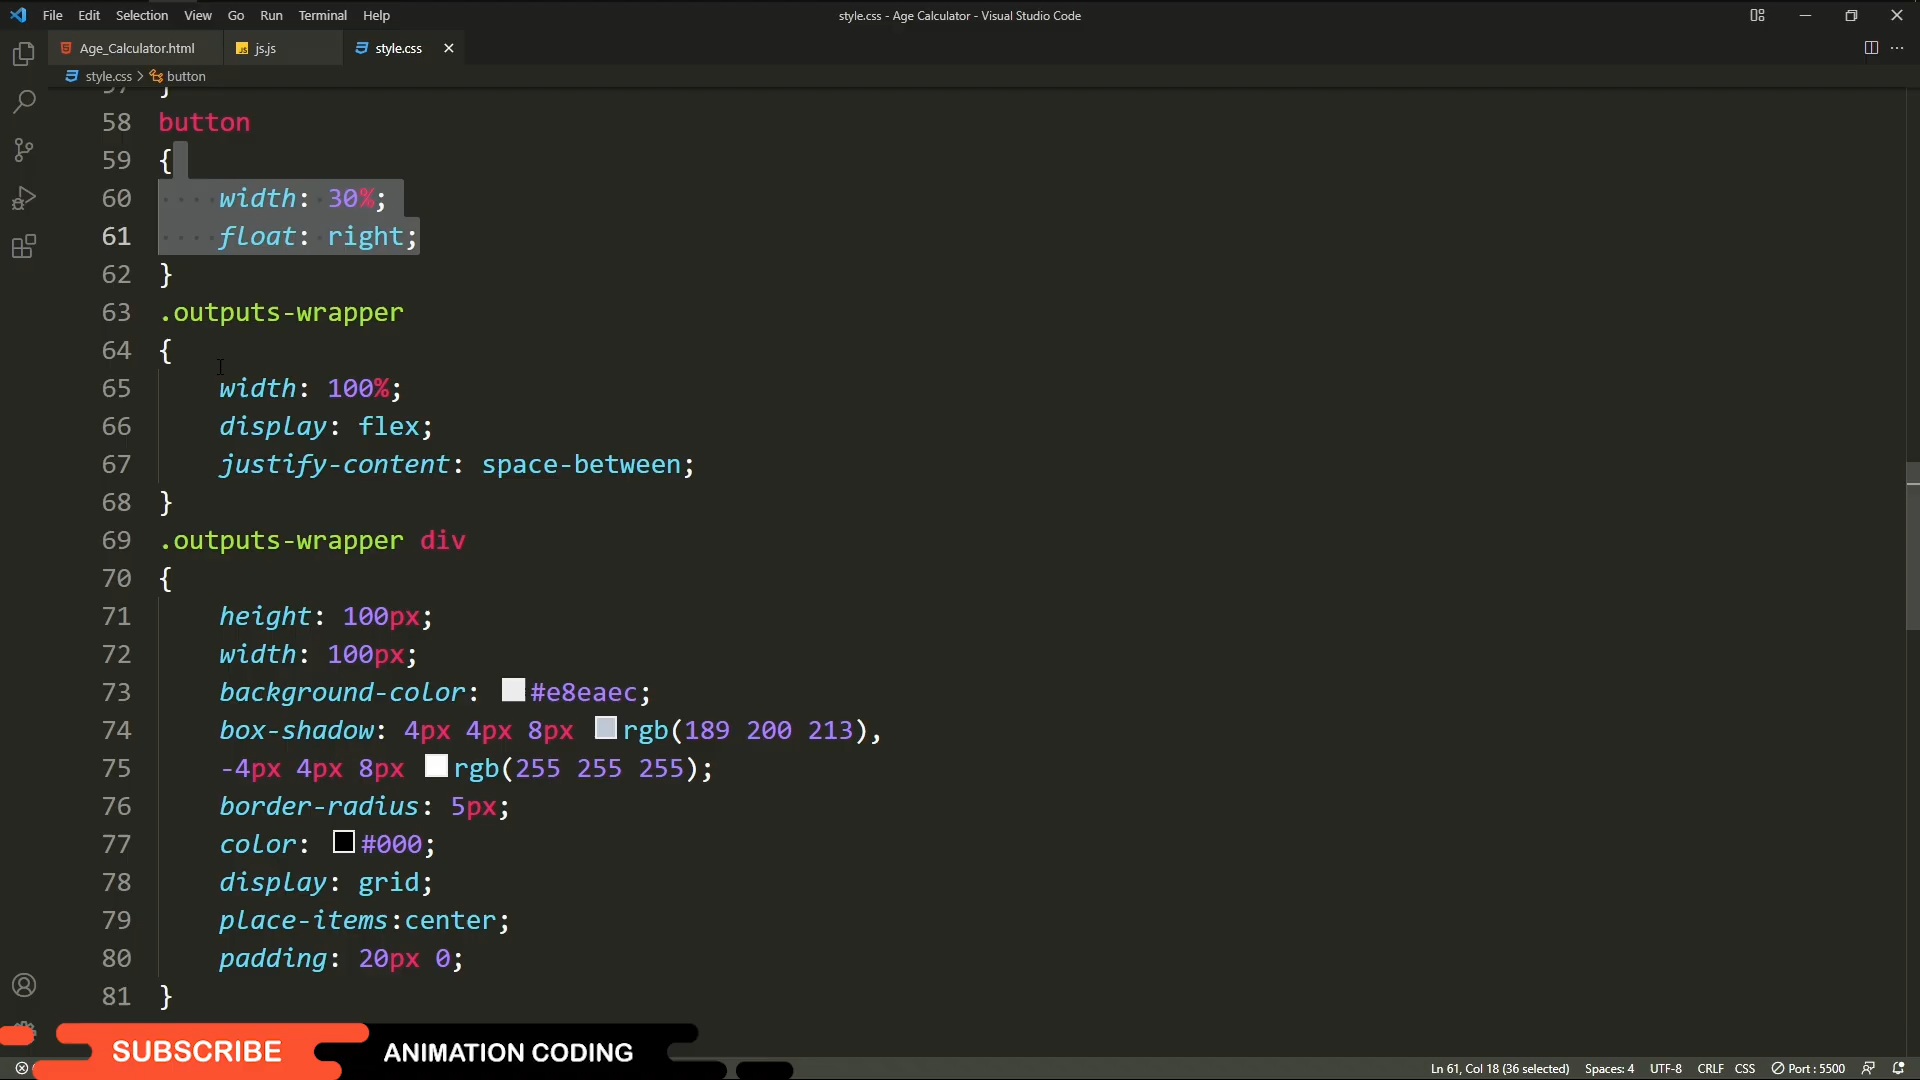 File Edit Selection View Go Run Terminal Help
style.css - Age Calculator - Visual Studio Code
Age_Calculator.html
JS js.js
style.css
style.css > button
58 button
59 {
60 width: 30%;
61 float: right;
62 }
63 .outputs-wrapper
64 {
65 width: 100%;
66 display: flex;
67 justify-content: space-between;
68 }
69 .outputs-wrapper div
70 {
71 height: 100px;
72 width: 100px;
73 background-color: #e8eaec;
74 box-shadow: 4px 4px 8px rgb(189 200 213),
75 -4px 4px 8px rgb(255 255 255);
76 border-radius: 5px;
77 color: #000;
78 display: grid;
79 place-items:center;
80 padding: 20px 0;
81 }
SUBSCRIBE ANIMATION CODING
Ln 61, Col 18 (36 selected) Spaces: 4 UTF-8 CRLF CSS Port : 5500